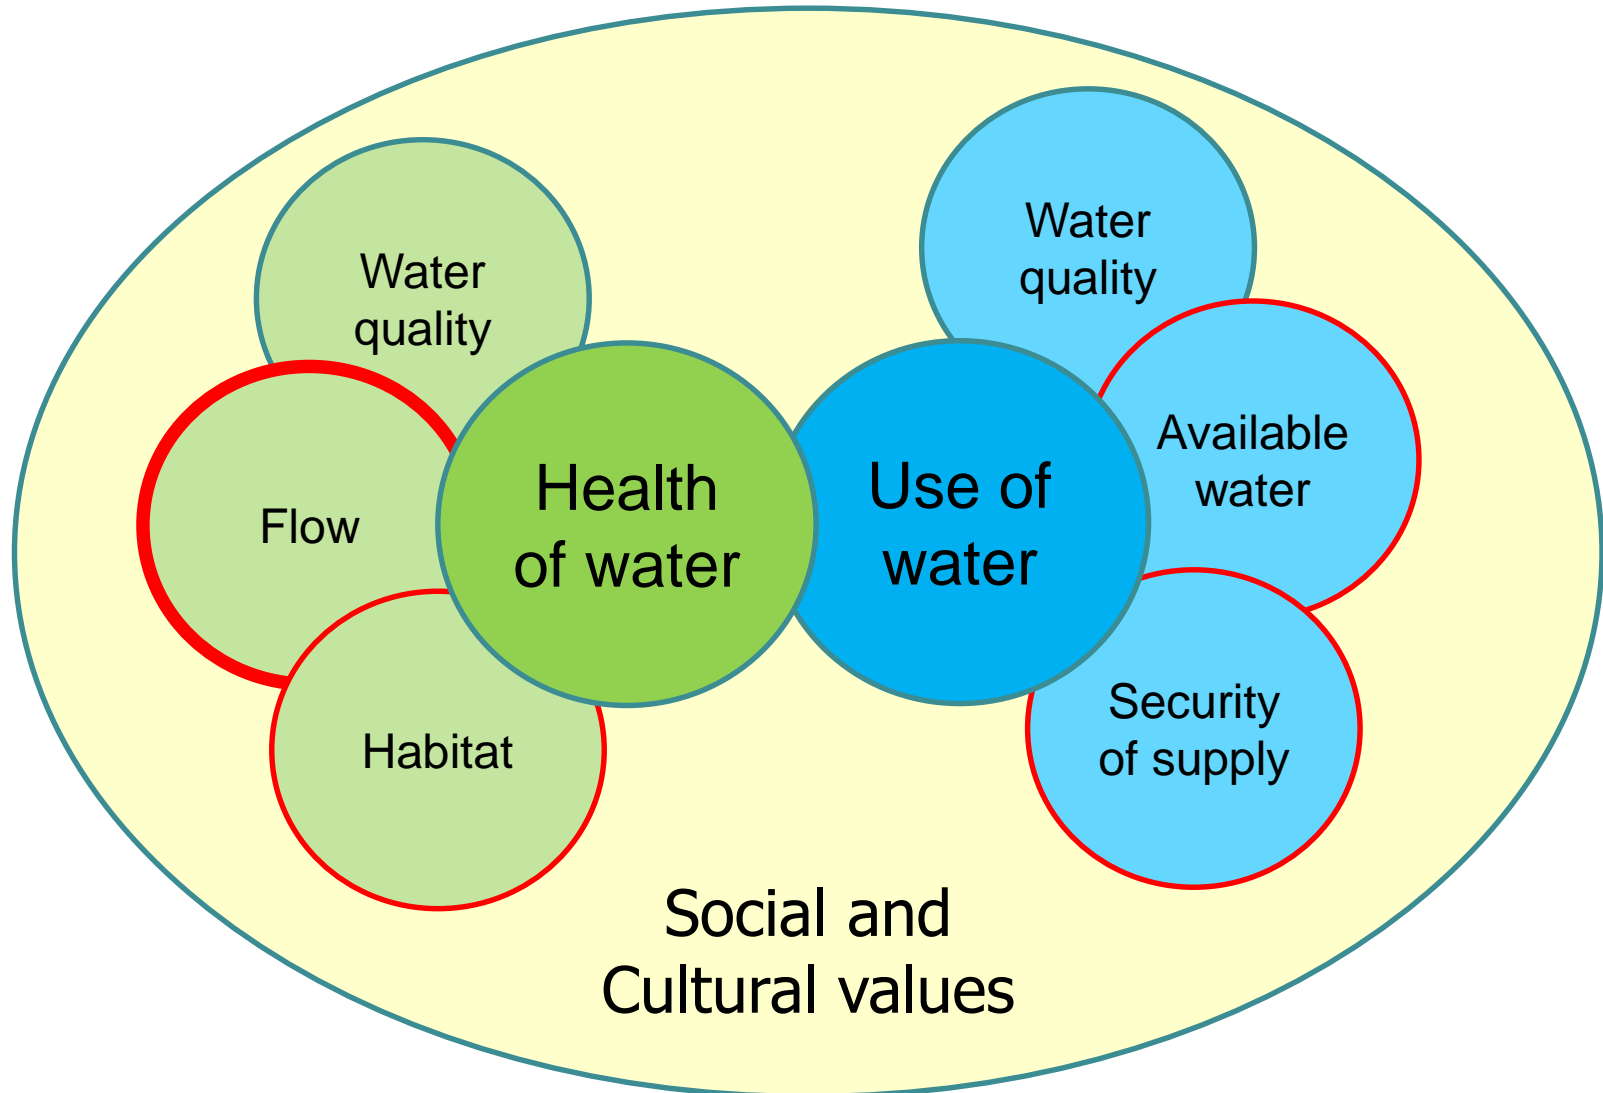 Water
quality
Flow
Habitat
Health
of water
Use of
water
Water
quality
Available
water
Security
of supply
Social and
Cultural values